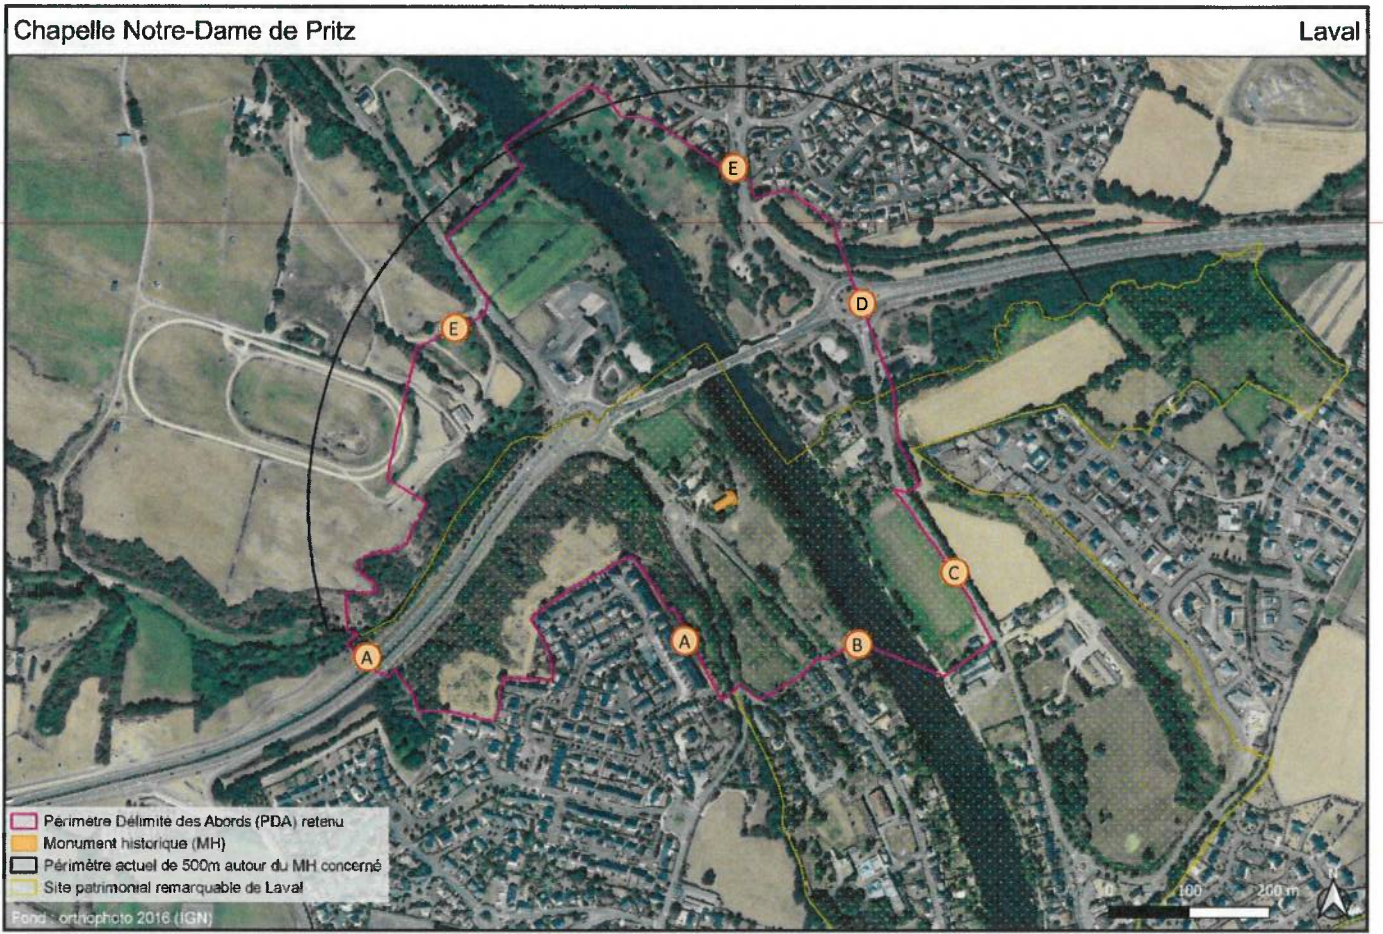 Chapelle Notre-Dame de Pritz
Laval
E
D
E
C
A
A
B
Périmètre Délimité des Abords (PDA) retenu
Monument historique (MH)
Périmètre actuel de 500m autour du MH concerné
Site patrimonial remarquable de Laval
Fond : orthophoto 2016 (IGN)
0 100 200 m
N